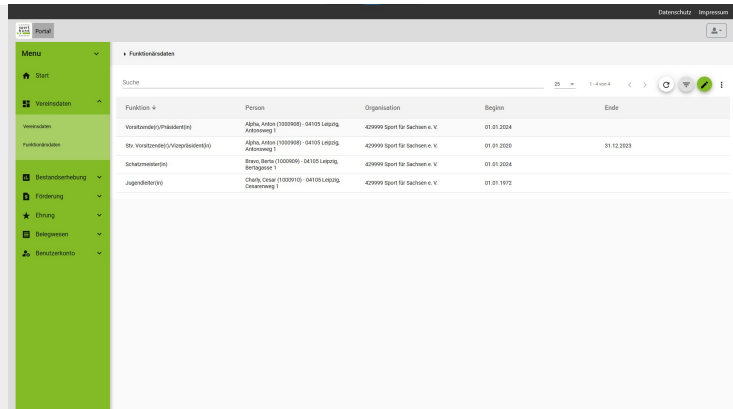 Datenschutz Impressum
Portal
Menu
Start
Vereinsdaten
Vereinsdaten
Funktionärsdaten
Bestandserhebung
Förderung
Ehrung
Belegwesen
Benutzerkonto
Funktionärsdaten
Suche
25
1-4 von 4
Funktion Person Organisation Beginn Ende
Vorsitzende(r)/Präsident(in) Alpha, Anton (1000908) - 04105 Leipzig, 429999 Sport für Sachsen e. V. 01.01.2024
Antonsweg 1
Stv. Vorsitzende(r)/Vizepräsident(in) Alpha, Anton (1000908) - 04105 Leipzig, 429999 Sport für Sachsen e. V. 01.01.2020 31.12.2023
Antonsweg 1
Schatzmeister(in) Bravo, Berta (1000909) - 04105 Leipzig, 429999 Sport für Sachsen e. V. 01.01.2024
Bertagasse 1
Jugendleiter(in) Charly, Cesar (1000910) - 04105 Leipzig, 429999 Sport für Sachsen e. V. 01.01.1972
Cesarenweg 1